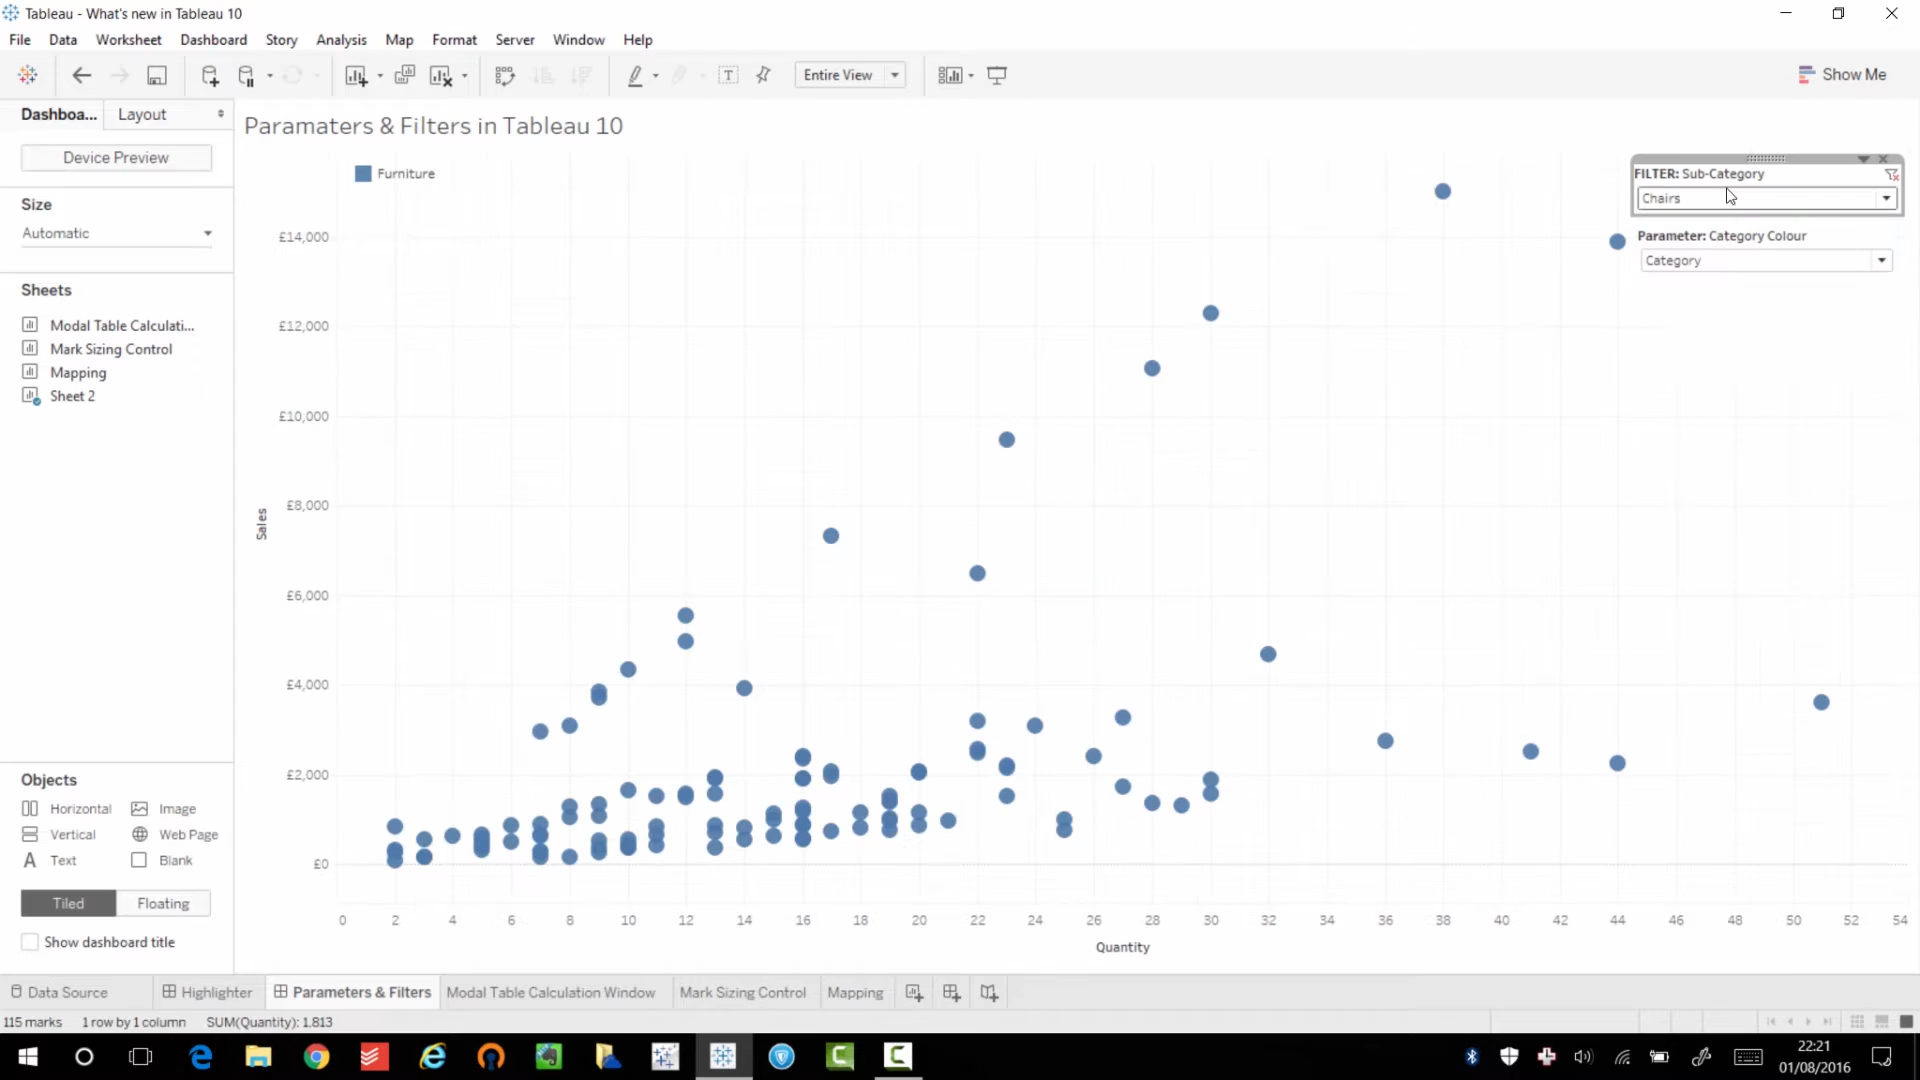 Tableau - What's new in Tableau 10
File Data Worksheet Dashboard Story Analysis Map Format Server Window Help
Entire View
Show Me
Dashboa... Layout
Device Preview
Size
Automatic
Sheets
Modal Table Calculati...
Mark Sizing Control
Mapping
Sheet 2
Objects
Horizontal Image
Vertical Web Page
A Text Blank
Tiled Floating
Show dashboard title
Paramaters & Filters in Tableau 10
Furniture
FILTER: Sub-Category
Chairs
Parameter: Category Colour
Category
£14,000
£12,000
£10,000
£8,000
Sales
£6,000
£4,000
£2,000
£0
0 2 4 6 8 10 12 14 16 18 20 22 24 26 28 30 32 34 36 38 40 42 44 46 48 50 52 54
Quantity
Data Source Highlighter Parameters & Filters Modal Table Calculation Window Mark Sizing Control Mapping
115 marks 1 row by 1 column SUM(Quantity): 1,813
22:21
01/08/2016